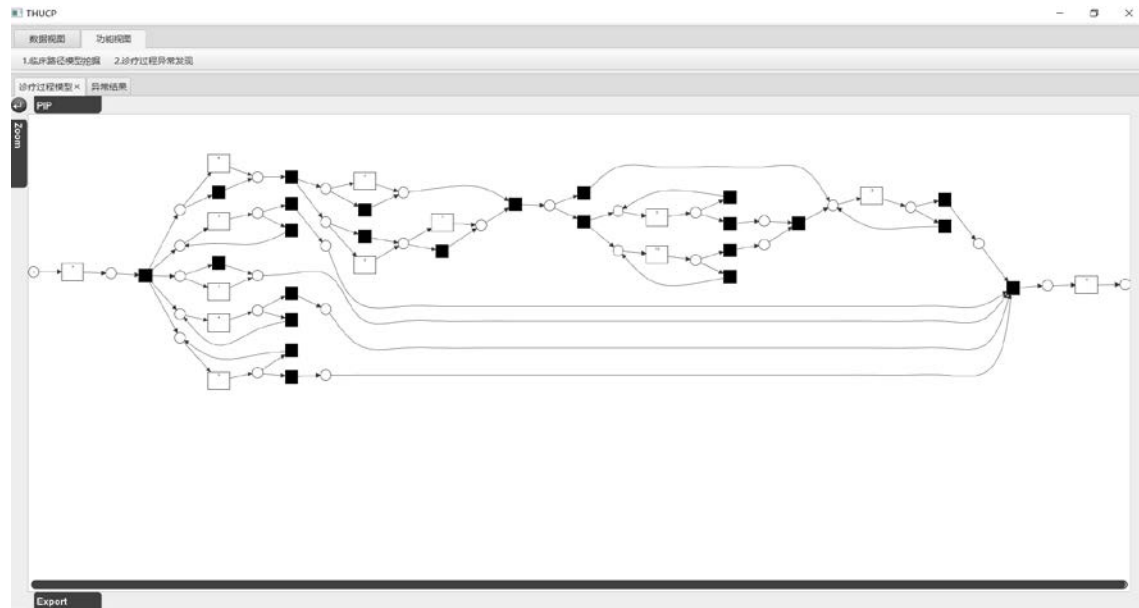 THUCP
数据视图 功能视图
1.临床路径模型挖掘 2.诊疗过程异常发现
诊疗过程模型× 异常结果
PIP
Zoom
Export